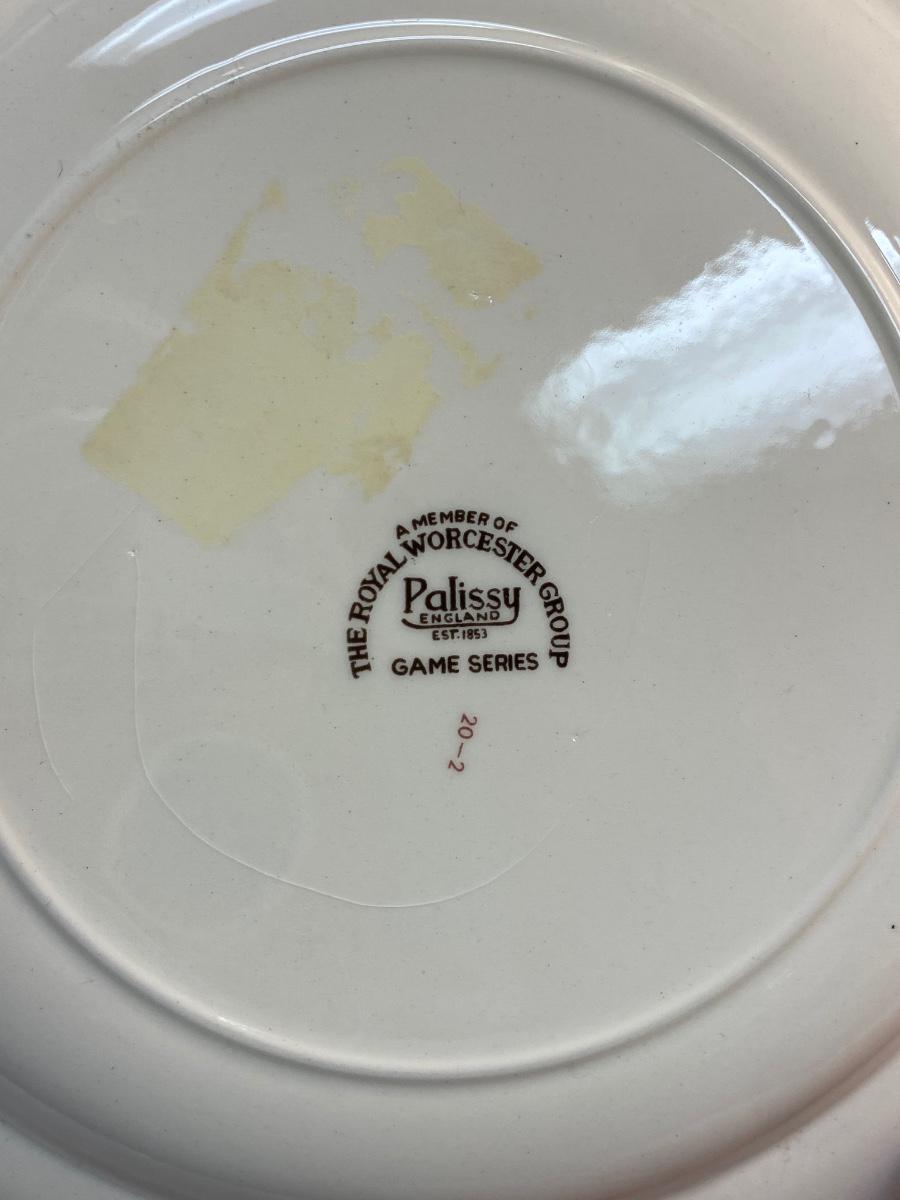 A MEMBER OF
THE ROYAL WORCESTER GROUP
Palissy
ENGLAND
EST. 1853
GAME SERIES
20-2